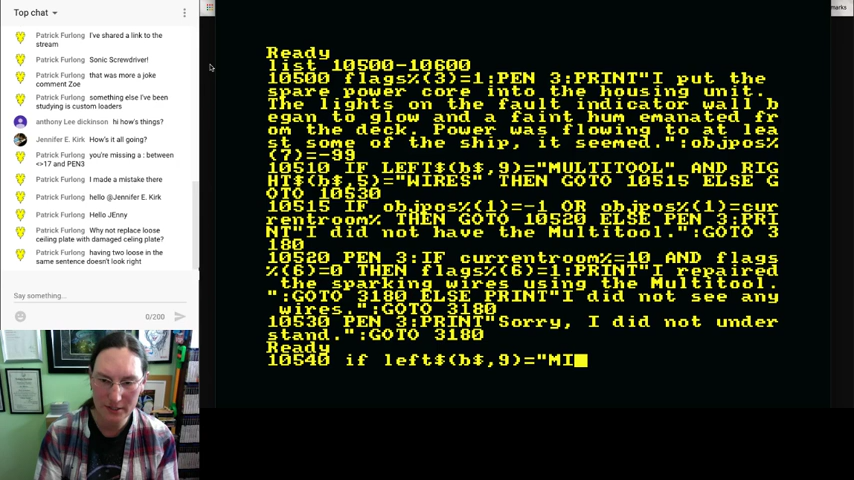 Top chat
marks
Patrick Furlong I've shared a link to the
stream
Patrick Furlong Sonic Screwdriver!
Patrick Furlong that was more a joke
comment Zoe
Patrick Furlong something else I've been
studying is custom loaders
anthony Lee dickinson hi how's things?
Jennifer E. Kirk How's it all going?
Patrick Furlong you're missing a : between
<>17 and PEN3
Patrick Furlong I made a mistake there
Patrick Furlong hello @Jennifer E. Kirk
Patrick Furlong Hello JEnny
Patrick Furlong Why not replace loose
ceiling plate with damaged celing plate?
Patrick Furlong having two loose in the
same sentence doesn't look right
Say something...
0/200
Ready
list 10500-10600
10500 flags%(3)=1:PEN 3:PRINT"I put the
spare power core into the housing unit.
The lights on the fault indicator wall b
egan to glow and a faint hum emanated fr
om the deck. Power was flowing to at lea
st some of the ship, it seemed.":objpos%
(7)=-99
10510 IF LEFT$(b$,9)="MULTITOOL" AND RIG
HT$(b$,5)="WIRES" THEN GOTO 10515 ELSE G
OTO 10530
10515 IF objpos%(1)=-1 OR objpos%(1)=cur
rentroom% THEN GOTO 10520 ELSE PEN 3:PRI
NT"I did not have the Multitool.":GOTO 3
180
10520 PEN 3:IF currentroom%=10 AND flags
%(6)=0 THEN flags%(6)=1:PRINT"I repaired
the sparking wires using the Multitool.
":GOTO 3180 ELSE PRINT"I did not see any
wires.":GOTO 3180
10530 PEN 3:PRINT"Sorry, I did not under
stand.":GOTO 3180
Ready
10540 if left$(b$,9)="MI